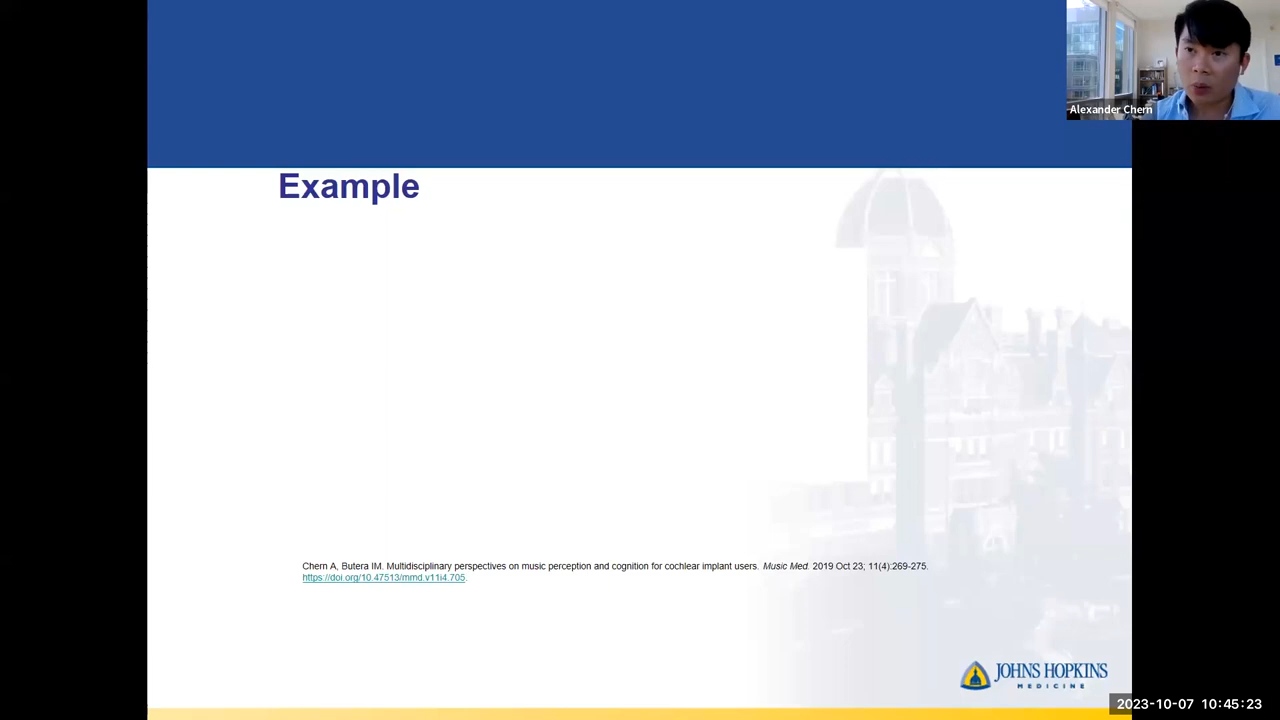 Alexander Chern
Example
Chern A, Butera IM. Multidisciplinary perspectives on music perception and cognition for cochlear implant users. Music Med. 2019 Oct 23; 11(4):269-275.
https://doi.org/10.47513/mmd.v11i4.705.
JOHNS HOPKINS
MEDICINE
2023-10-07 10:45:23